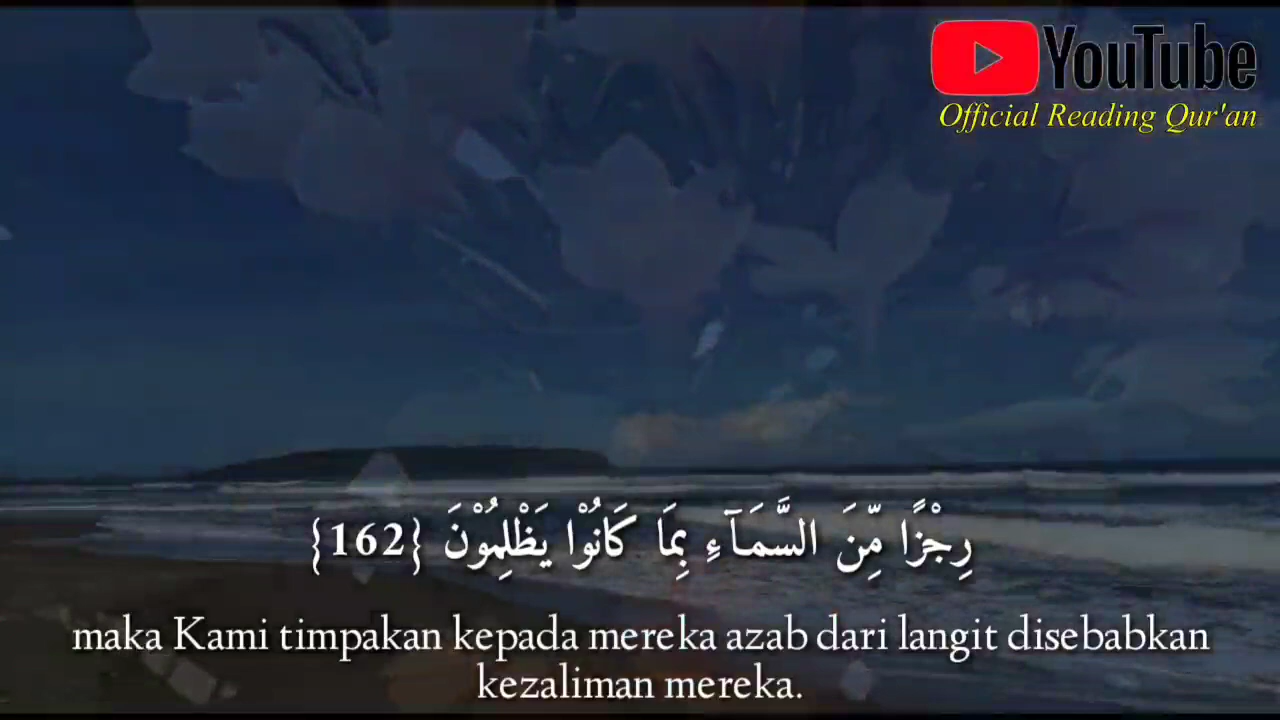 YouTube
Official Reading Qur'an
رِجْزًا مِّنَ السَّمَآءِ بِمَا كَانُوْا يَظْلِمُوْنَ {162}
maka Kami timpakan kepada mereka azab dari langit disebabkan
kezaliman mereka.